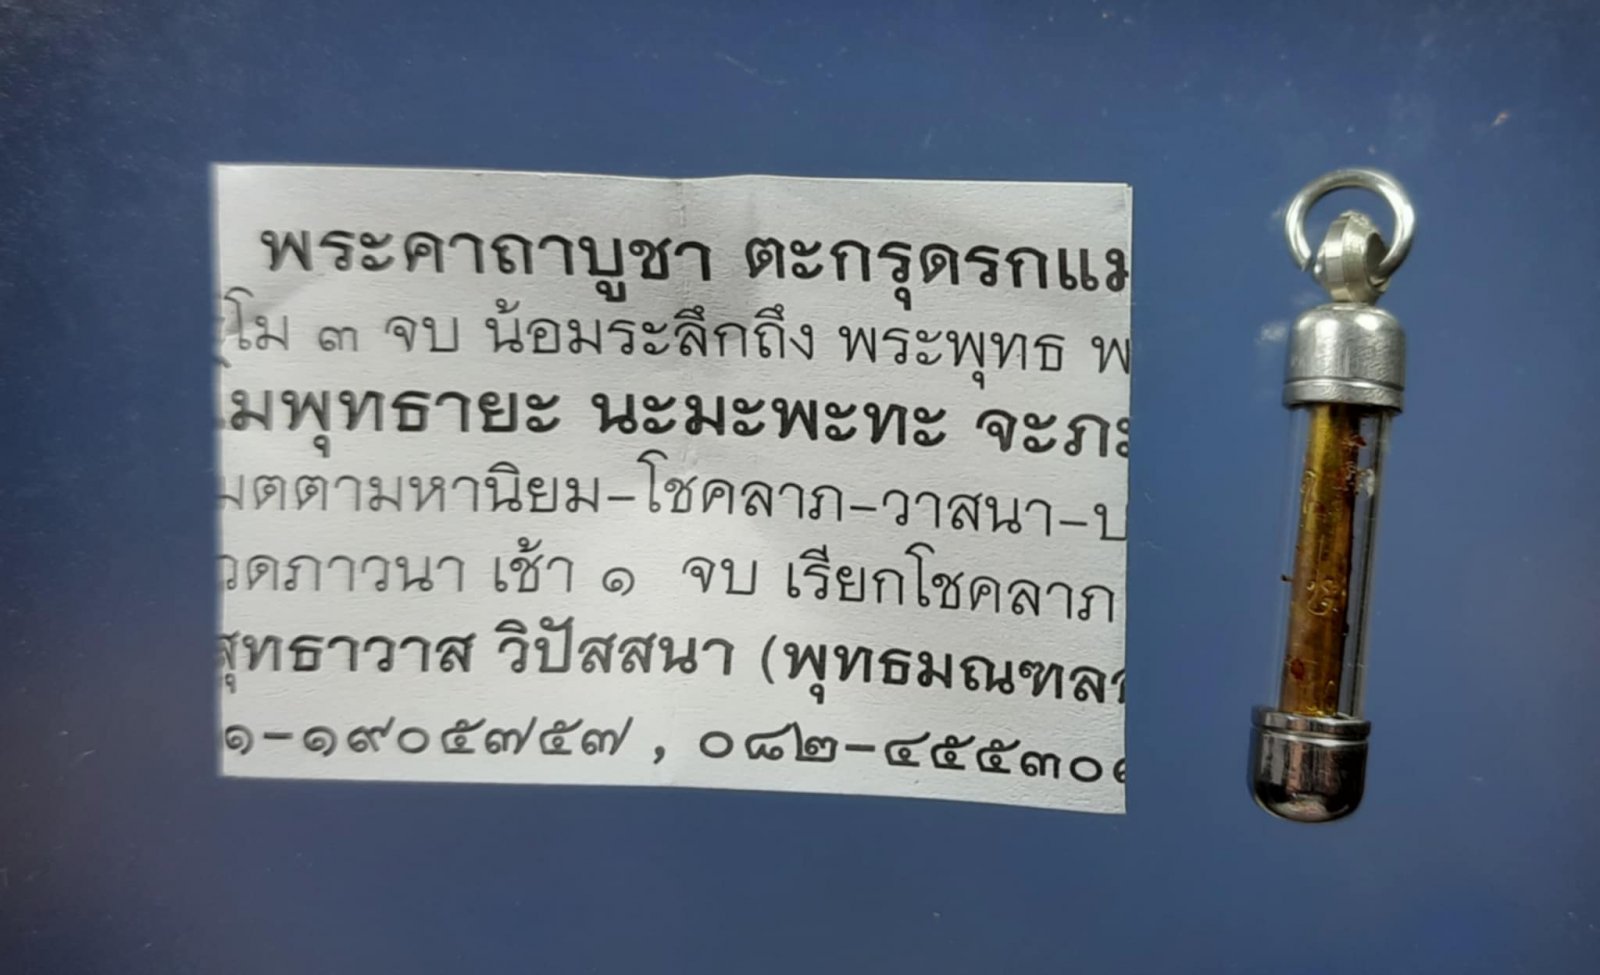 พระคาถาบูชา ตะกรุดรกแม
โม ๓ จบ น้อมระลึกถึง พระพุทธ พ
โมพุทธายะ นะมะพะทะ จะภะ
มตตามหานิยม-โชคลาภ-วาสนา-บ
วดภาวนา เช้า ๑ จบ เรียกโชคลาภ
สุทธาวาส วิปัสสนา (พุทธมณฑลส
๑-๑๙๐๕๗๕๗ , ๐๘๒-๔๕๕๓๐